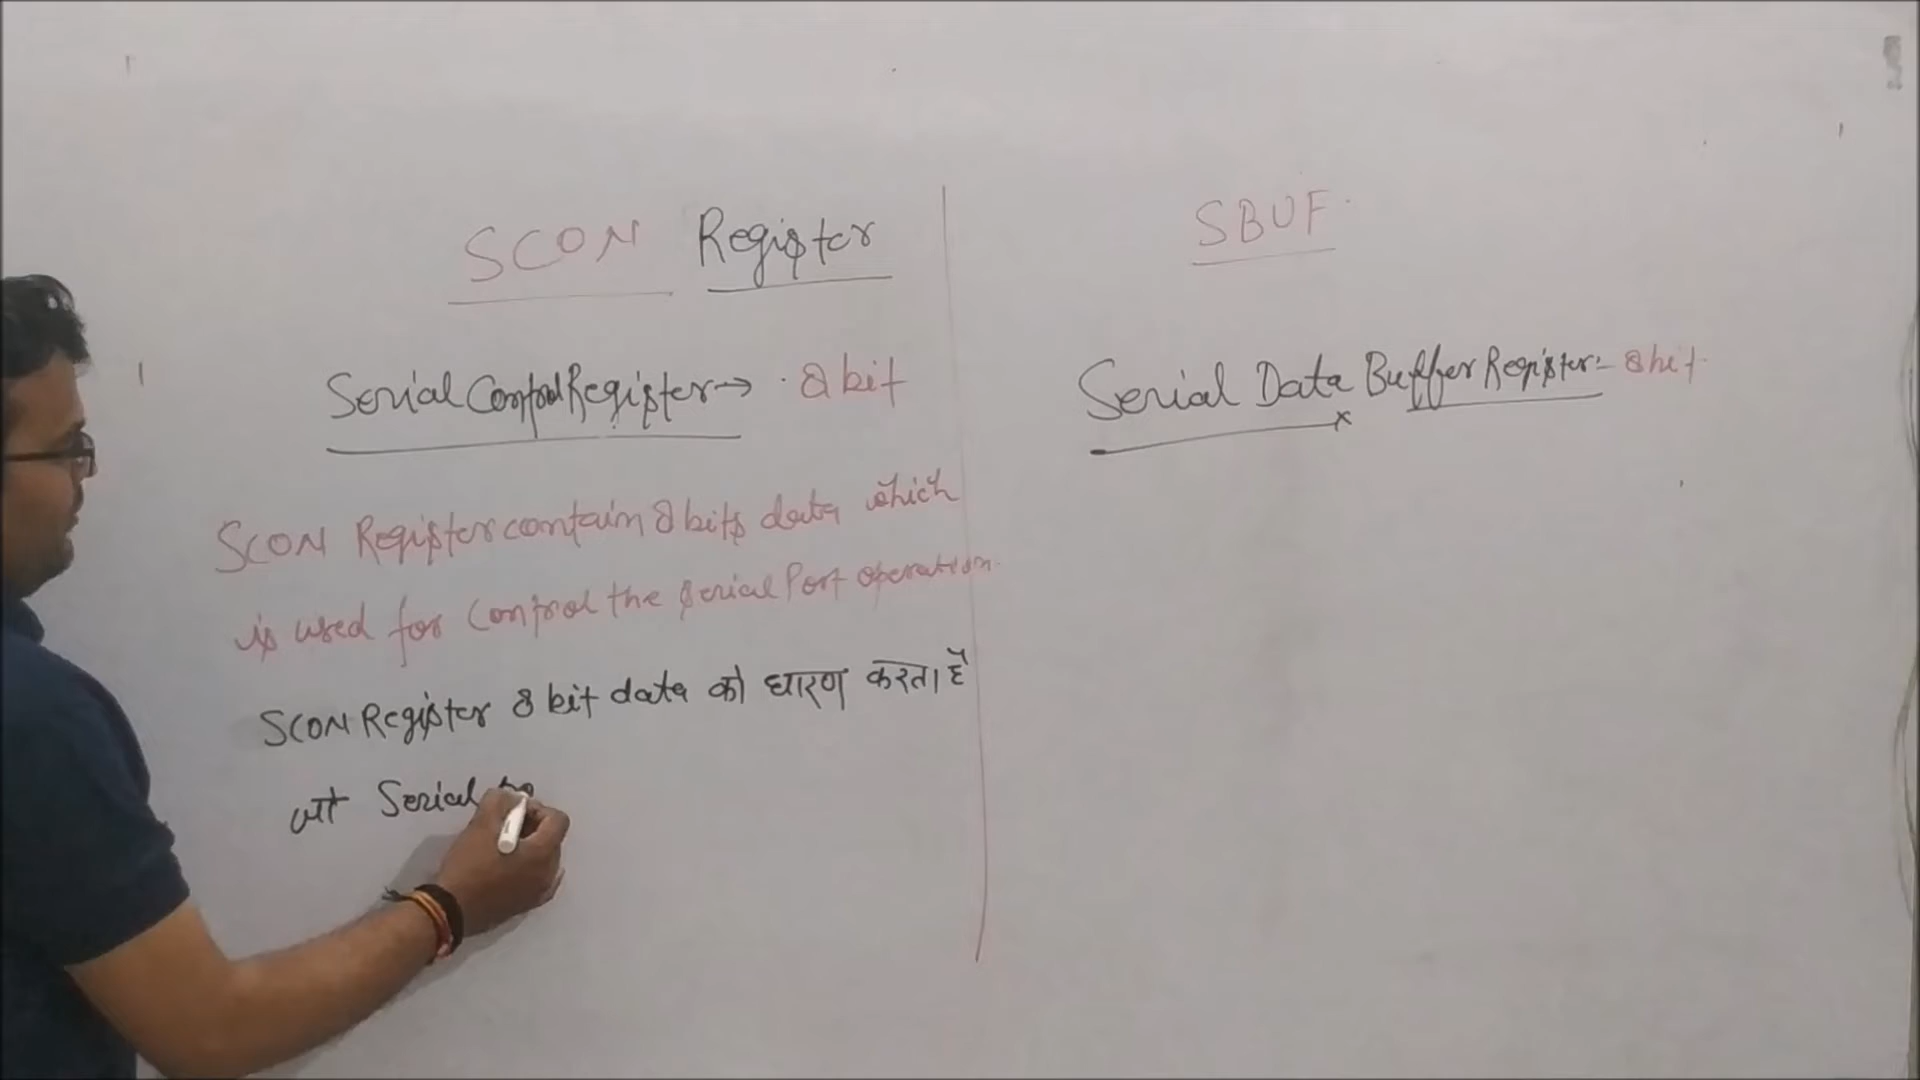 SCON Register
Serial Control Register → 8 bit
SCON Register contain 8 bits data which
is used for control the serial Port operation.
SCON Register 8 bit data को धारण करता है
जो Serial
SBUF.
Serial Data Buffer Register:- 8 bit.